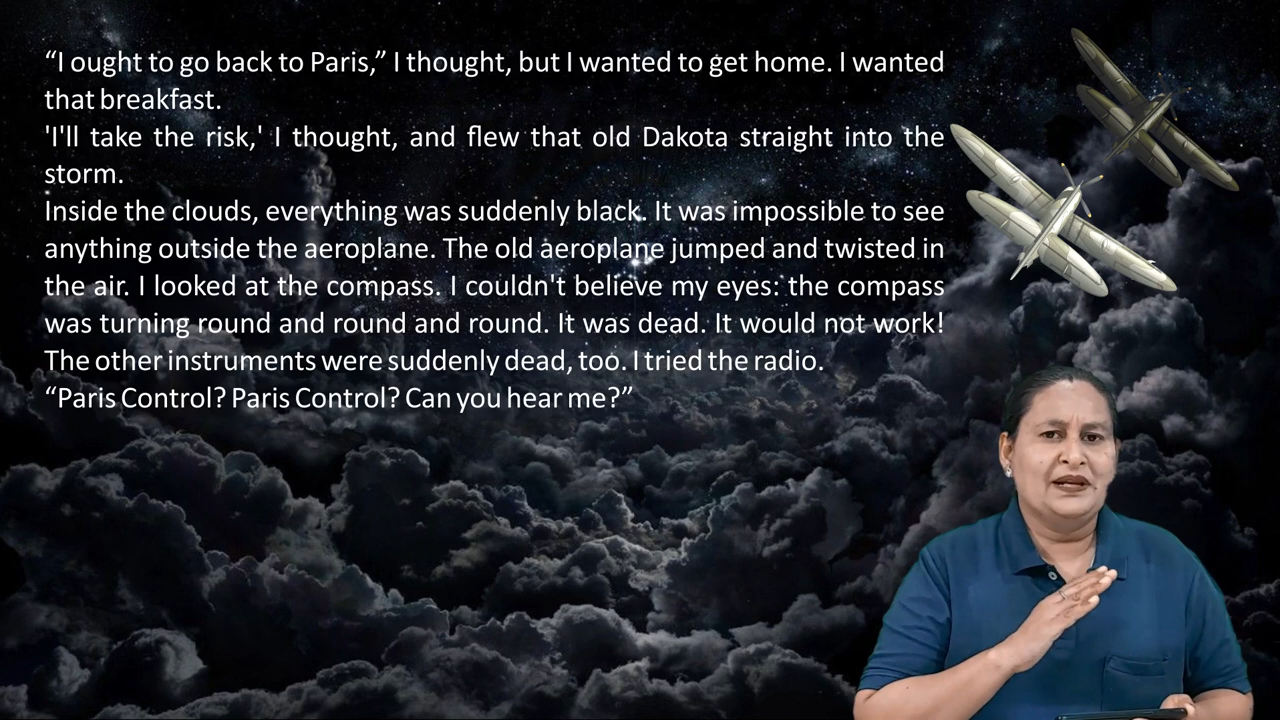 “I ought to go back to Paris,” I thought, but I wanted to get home. I wanted
that breakfast.
'I'll take the risk,' I thought, and flew that old Dakota straight into the
storm.
Inside the clouds, everything was suddenly black. It was impossible to see
anything outside the aeroplane. The old aeroplane jumped and twisted in
the air. I looked at the compass. I couldn't believe my eyes: the compass
was turning round and round and round. It was dead. It would not work!
The other instruments were suddenly dead, too. I tried the radio.
“Paris Control? Paris Control? Can you hear me?”